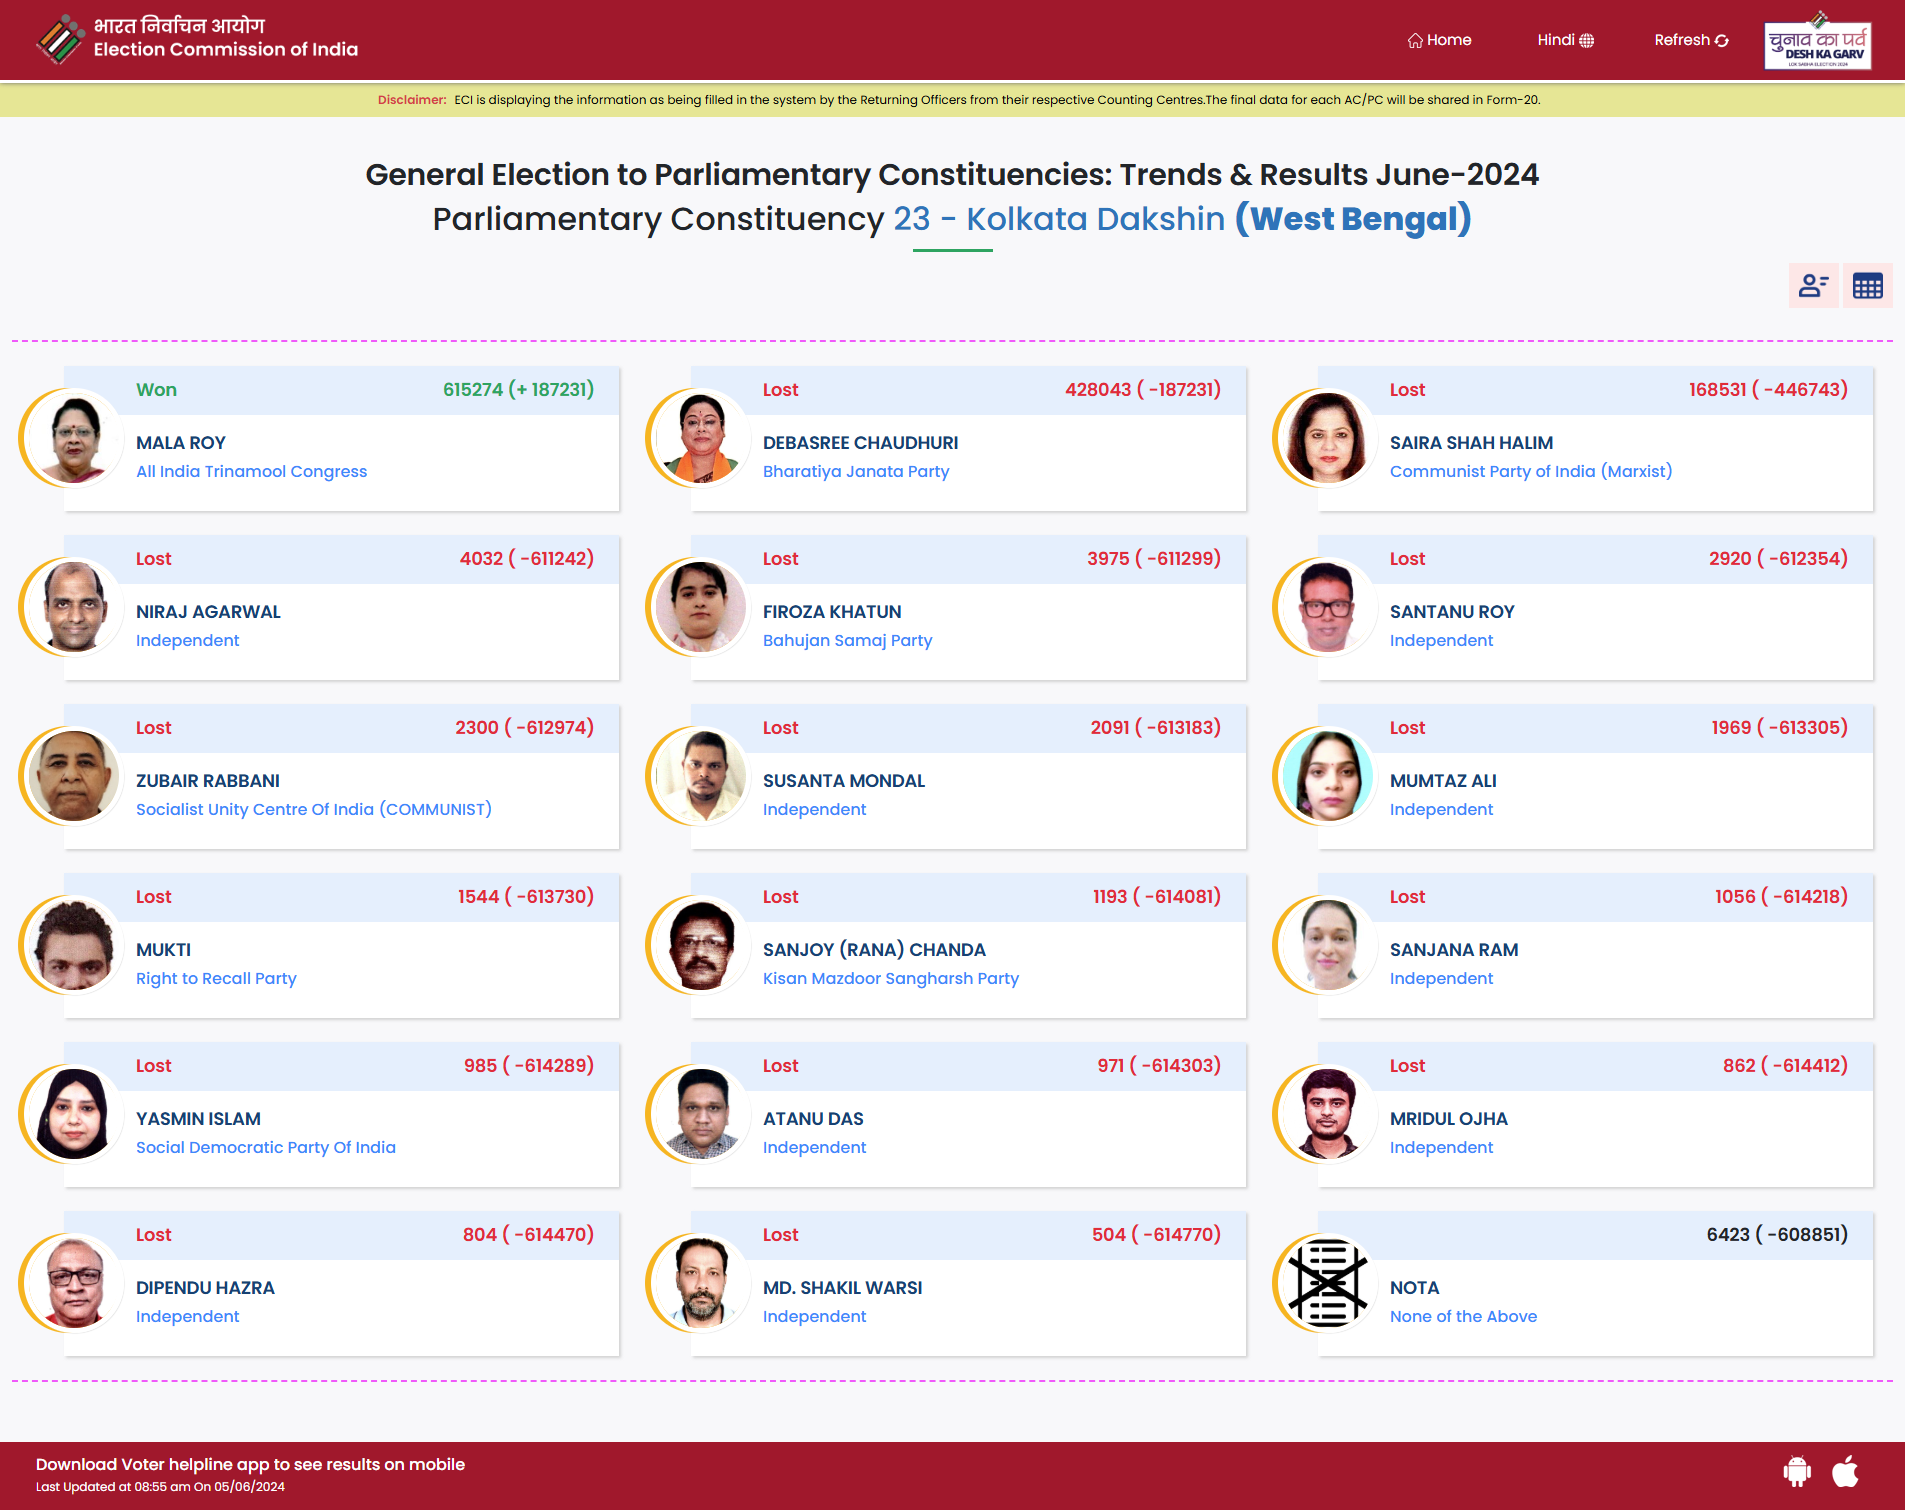 भारत निर्वाचन आयोग
Election Commission of India
Home
Hindi
Refresh
चुनाव का पर्व
DESH KA GARV
LOK SABHA ELECTION 2024
Disclaimer: ECI is displaying the information as being filled in the system by the Returning Officers from their respective Counting Centres.The final data for each AC/PC will be shared in Form-20.
General Election to Parliamentary Constituencies: Trends & Results June-2024
Parliamentary Constituency 23 - Kolkata Dakshin (West Bengal)
Won 615274 (+ 187231)
MALA ROY
All India Trinamool Congress
Lost 428043 ( -187231)
DEBASREE CHAUDHURI
Bharatiya Janata Party
Lost 168531 ( -446743)
SAIRA SHAH HALIM
Communist Party of India (Marxist)
Lost 4032 ( -611242)
NIRAJ AGARWAL
Independent
Lost 3975 ( -611299)
FIROZA KHATUN
Bahujan Samaj Party
Lost 2920 ( -612354)
SANTANU ROY
Independent
Lost 2300 ( -612974)
ZUBAIR RABBANI
Socialist Unity Centre Of India (COMMUNIST)
Lost 2091 ( -613183)
SUSANTA MONDAL
Independent
Lost 1969 ( -613305)
MUMTAZ ALI
Independent
Lost 1544 ( -613730)
MUKTI
Right to Recall Party
Lost 1193 ( -614081)
SANJOY (RANA) CHANDA
Kisan Mazdoor Sangharsh Party
Lost 1056 ( -614218)
SANJANA RAM
Independent
Lost 985 ( -614289)
YASMIN ISLAM
Social Democratic Party Of India
Lost 971 ( -614303)
ATANU DAS
Independent
Lost 862 ( -614412)
MRIDUL OJHA
Independent
Lost 804 ( -614470)
DIPENDU HAZRA
Independent
Lost 504 ( -614770)
MD. SHAKIL WARSI
Independent
6423 ( -608851)
NOTA
None of the Above
Download Voter helpline app to see results on mobile
Last Updated at 08:55 am On 05/06/2024